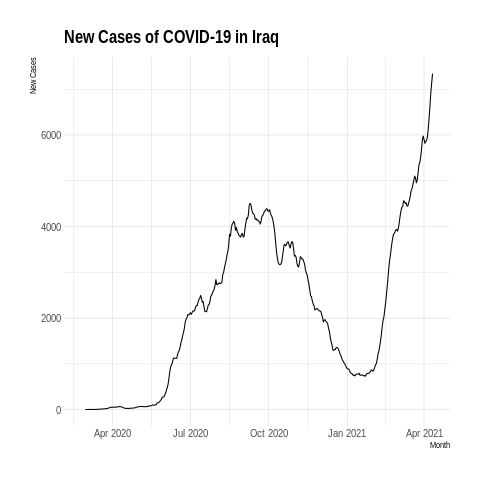 New Cases of COVID-19 in Iraq
New Cases
6000
4000
2000
0
Apr 2020 Jul 2020 Oct 2020 Jan 2021 Apr 2021
Month